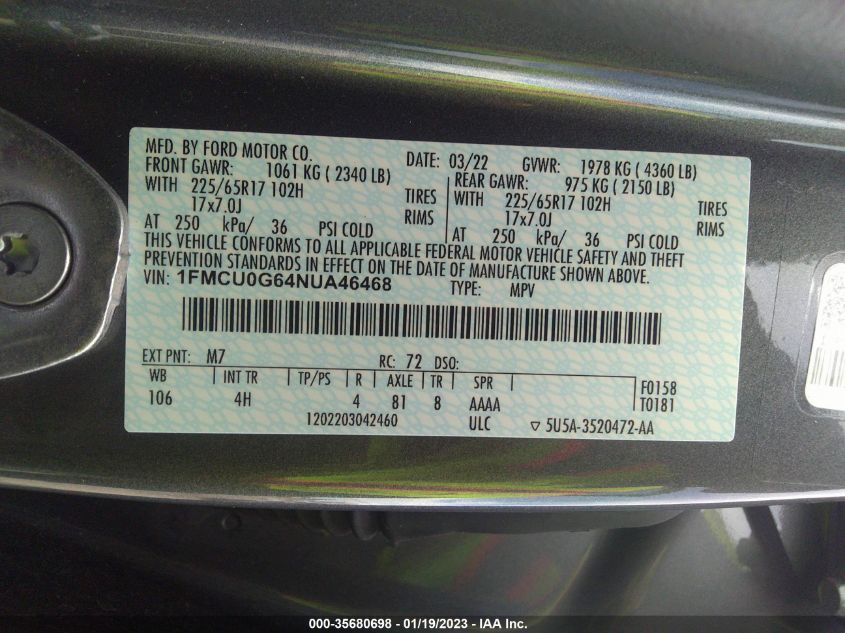 MFD. BY FORD MOTOR CO.
DATE: 03/22 GVWR: 1978 KG ( 4360 LB)
FRONT GAWR: 1061 KG ( 2340 LB) REAR GAWR: 975 KG ( 2150 LB)
WITH 225/65R17 102H TIRES WITH 225/65R17 102H TIRES
17x7.0J RIMS 17x7.0J RIMS
AT 250 kPa/ 36 PSI COLD AT 250 kPa/ 36 PSI COLD
THIS VEHICLE CONFORMS TO ALL APPLICABLE FEDERAL MOTOR VEHICLE SAFETY AND THEFT
PREVENTION STANDARDS IN EFFECT ON THE DATE OF MANUFACTURE SHOWN ABOVE.
VIN: 1FMCU0G64NUA46468 TYPE: MPV
EXT PNT: M7 RC: 72 DSO:
WB INT TR TP/PS R AXLE TR SPR F0158
106 4H 4 81 8 AAAA T0181
1202203042460 ULC ▽ 5U5A-3520472-AA
000-35680698 - 01/19/2023 - IAA Inc.